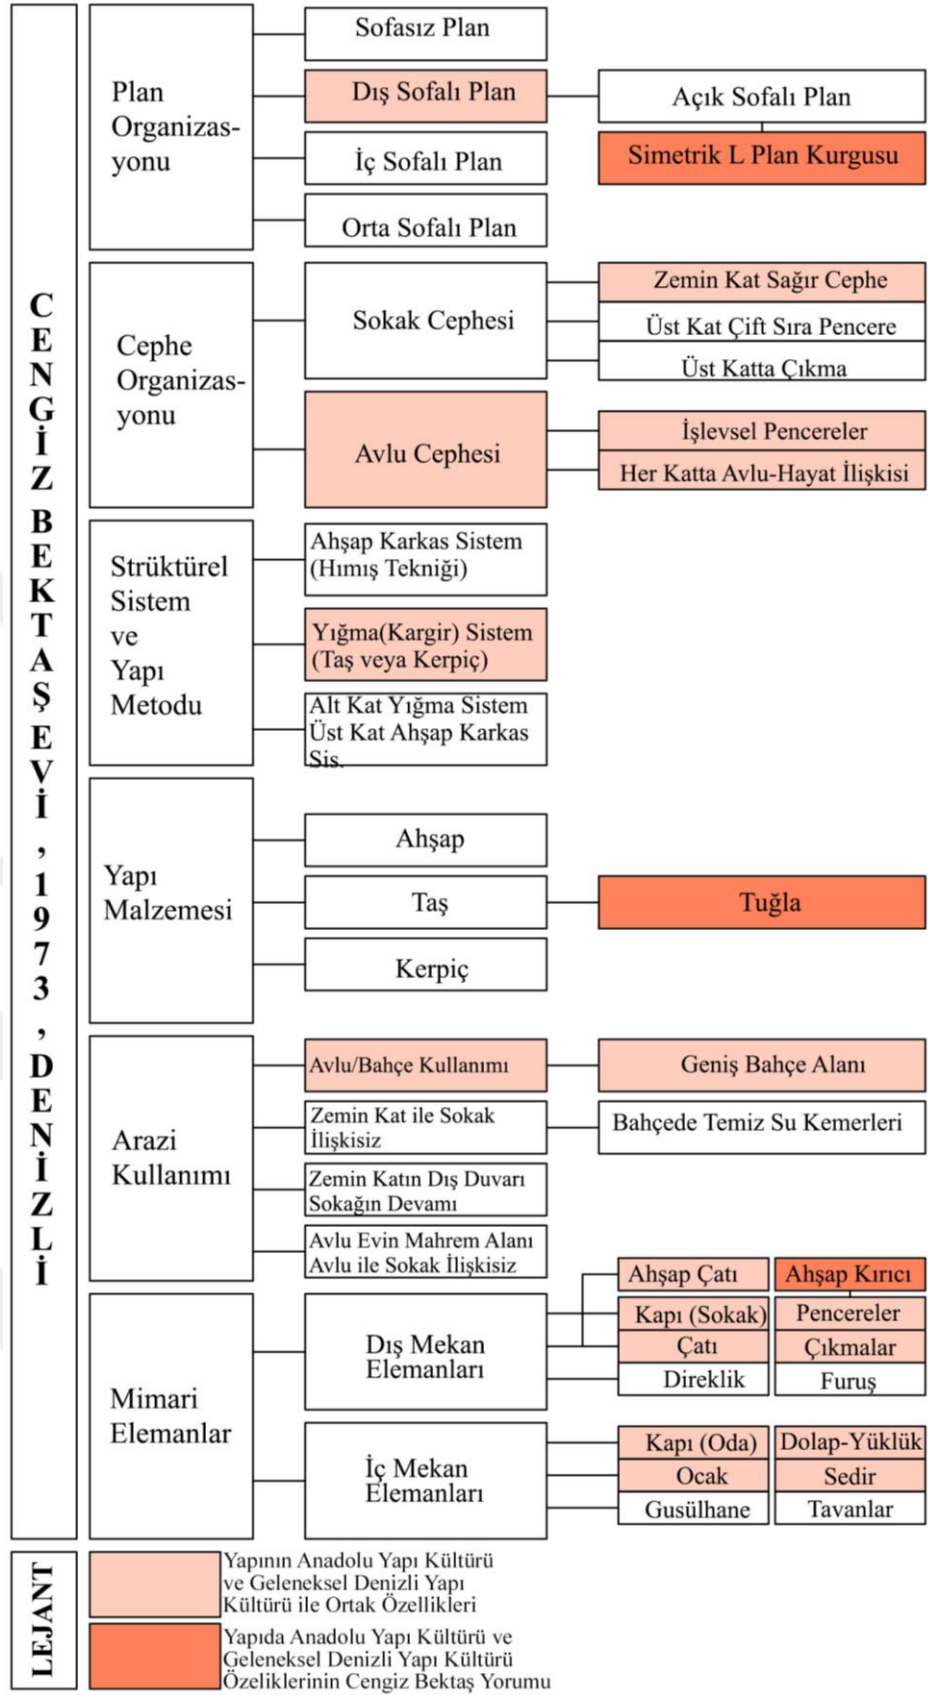 CENGİZ BEKTAŞ EVİ, 1973, DENİZLİ
Plan
Organizas-
yonu
Sofasız Plan
Dış Sofalı Plan
Açık Sofalı Plan
Simetrik L Plan Kurgusu
İç Sofalı Plan
Orta Sofalı Plan
Cephe
Organizas-
yonu
Sokak Cephesi
Zemin Kat Sağır Cephe
Üst Kat Çift Sıra Pencere
Üst Katta Çıkma
Avlu Cephesi
İşlevsel Pencereler
Her Katta Avlu-Hayat İlişkisi
Strüktürel
Sistem
ve
Yapı
Metodu
Ahşap Karkas Sistem
(Hımış Tekniği)
Yığma(Kargir) Sistem
(Taş veya Kerpiç)
Alt Kat Yığma Sistem
Üst Kat Ahşap Karkas
Sis.
Yapı
Malzemesi
Ahşap
Taş
Tuğla
Kerpiç
Arazi
Kullanımı
Avlu/Bahçe Kullanımı
Geniş Bahçe Alanı
Zemin Kat ile Sokak
İlişkisiz
Bahçede Temiz Su Kemerleri
Zemin Katın Dış Duvarı
Sokağın Devamı
Avlu Evin Mahrem Alanı
Avlu ile Sokak İlişkisiz
Mimari
Elemanlar
Dış Mekan
Elemanları
Ahşap Çatı
Ahşap Kırıcı
Kapı (Sokak)
Pencereler
Çatı
Çıkmalar
Direklik
Furuş
İç Mekan
Elemanları
Kapı (Oda)
Dolap-Yüklük
Ocak
Sedir
Gusülhane
Tavanlar
LEJANT
Yapının Anadolu Yapı Kültürü
ve Geleneksel Denizli Yapı
Kültürü ile Ortak Özellikleri
Yapıda Anadolu Yapı Kültürü ve
Geleneksel Denizli Yapı Kültürü
Özeliklerinin Cengiz Bektaş Yorumu